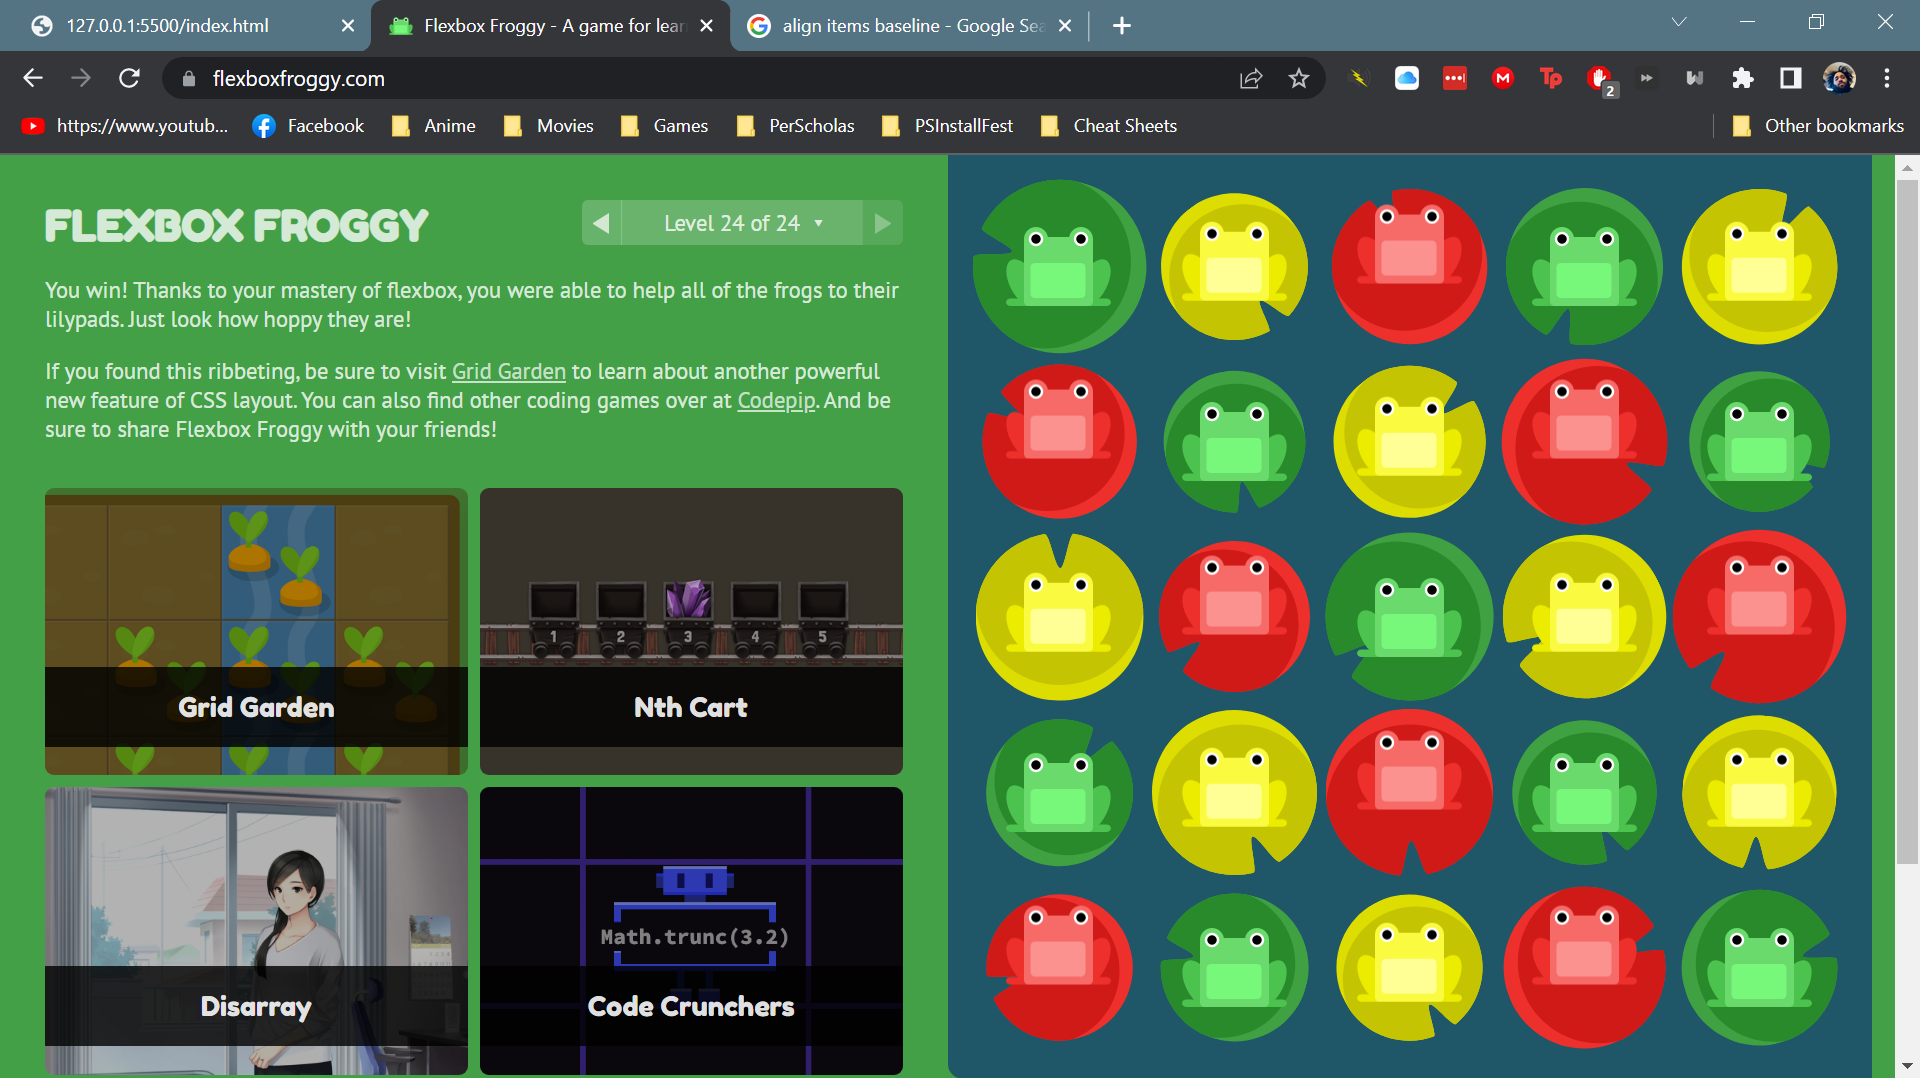 127.0.0.1:5500/index.html
Flexbox Froggy - A game for lear
align items baseline - Google Sea
flexboxfroggy.com
2
https://www.youtub...
Facebook
Anime
Movies
Games
PerScholas
PSInstallFest
Cheat Sheets
Other bookmarks
FLEXBOX FROGGY
Level 24 of 24
You win! Thanks to your mastery of flexbox, you were able to help all of the frogs to their
lilypads. Just look how hoppy they are!
If you found this ribbeting, be sure to visit Grid Garden to learn about another powerful
new feature of CSS layout. You can also find other coding games over at Codepip. And be
sure to share Flexbox Froggy with your friends!
1 2 3 4 5
Grid Garden
Nth Cart
Math.trunc(3.2)
Disarray
Code Crunchers